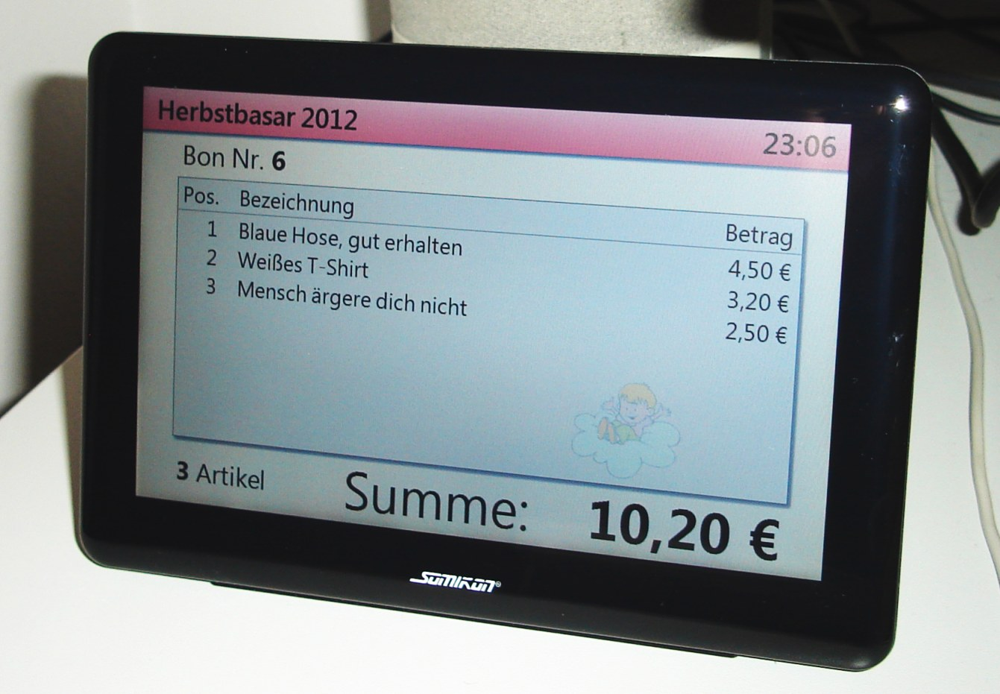 Herbstbasar 2012 23:06
Bon Nr. 6
Pos. Bezeichnung Betrag
1 Blaue Hose, gut erhalten 4,50 €
2 Weißes T-Shirt 3,20 €
3 Mensch ärgere dich nicht 2,50 €
3 Artikel Summe: 10,20 €
SOMIKON®